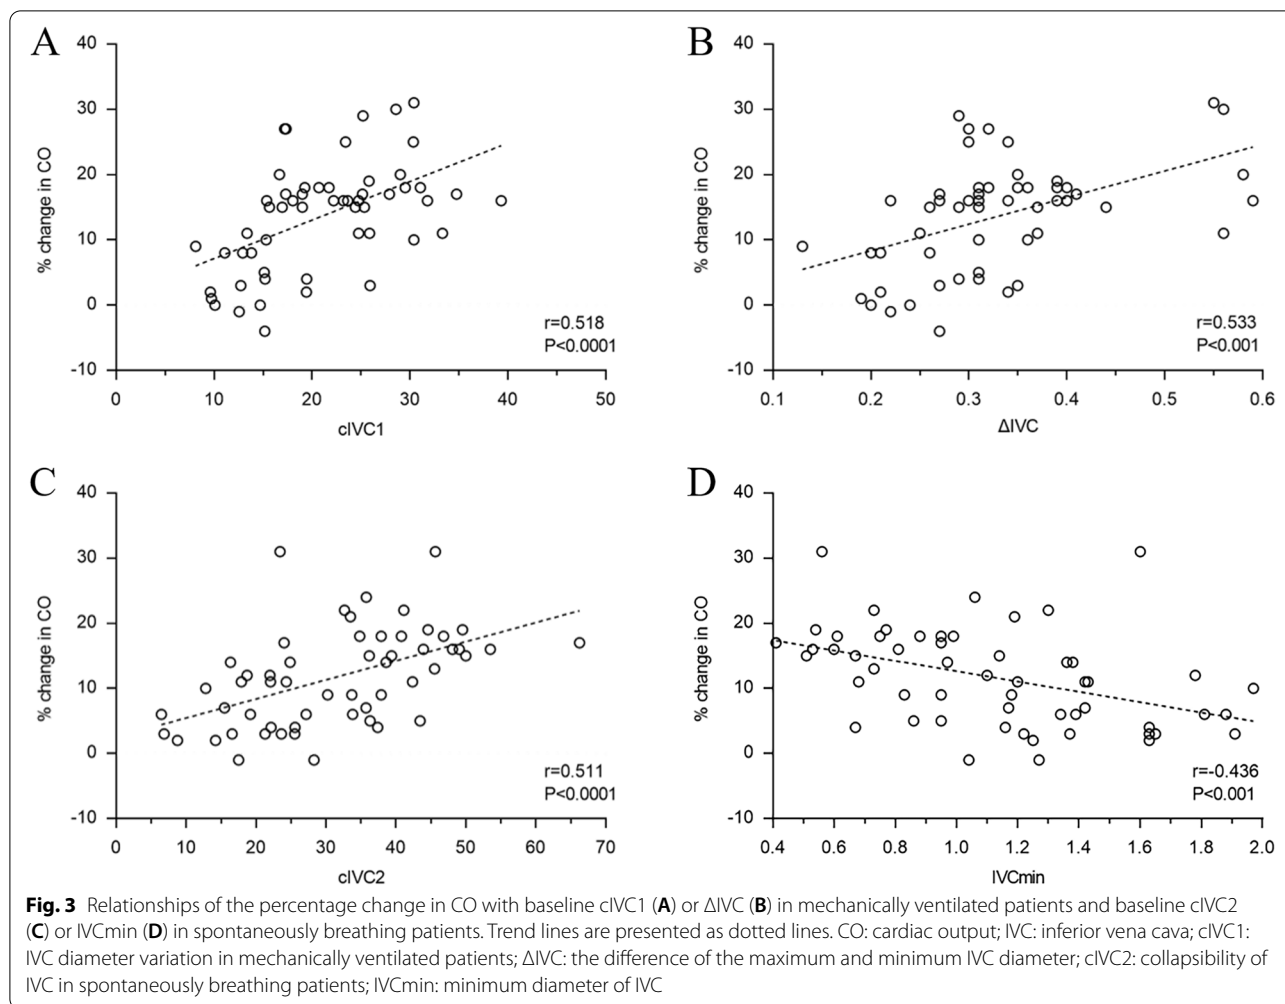 A
40
30
20
10
0
-10
% change in CO
r=0.518
P<0.0001
0 10 20 30 40 50
cIVC1
B
40
30
20
10
0
-10
% change in CO
r=0.533
P<0.001
0.1 0.2 0.3 0.4 0.5 0.6
ΔIVC
C
40
30
20
10
0
-10
% change in CO
r=0.511
P<0.0001
0 10 20 30 40 50 60 70
cIVC2
D
40
30
20
10
0
-10
% change in CO
r=-0.436
P<0.001
0.4 0.6 0.8 1.0 1.2 1.4 1.6 1.8 2.0
IVCmin
Fig. 3 Relationships of the percentage change in CO with baseline cIVC1 (A) or ΔIVC (B) in mechanically ventilated patients and baseline cIVC2
(C) or IVCmin (D) in spontaneously breathing patients. Trend lines are presented as dotted lines. CO: cardiac output; IVC: inferior vena cava; cIVC1:
IVC diameter variation in mechanically ventilated patients; ΔIVC: the difference of the maximum and minimum IVC diameter; cIVC2: collapsibility of
IVC in spontaneously breathing patients; IVCmin: minimum diameter of IVC